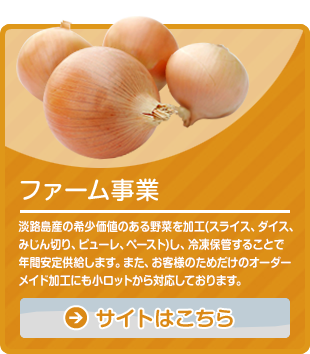 ファーム事業
淡路島産の希少価値のある野菜を加工(スライス、ダイス、
みじん切り、ピューレ、ペースト)し、冷凍保管することで
年間安定供給します。また、お客様のためだけのオーダー
メイド加工にも小ロットから対応しております。
サイトはこちら